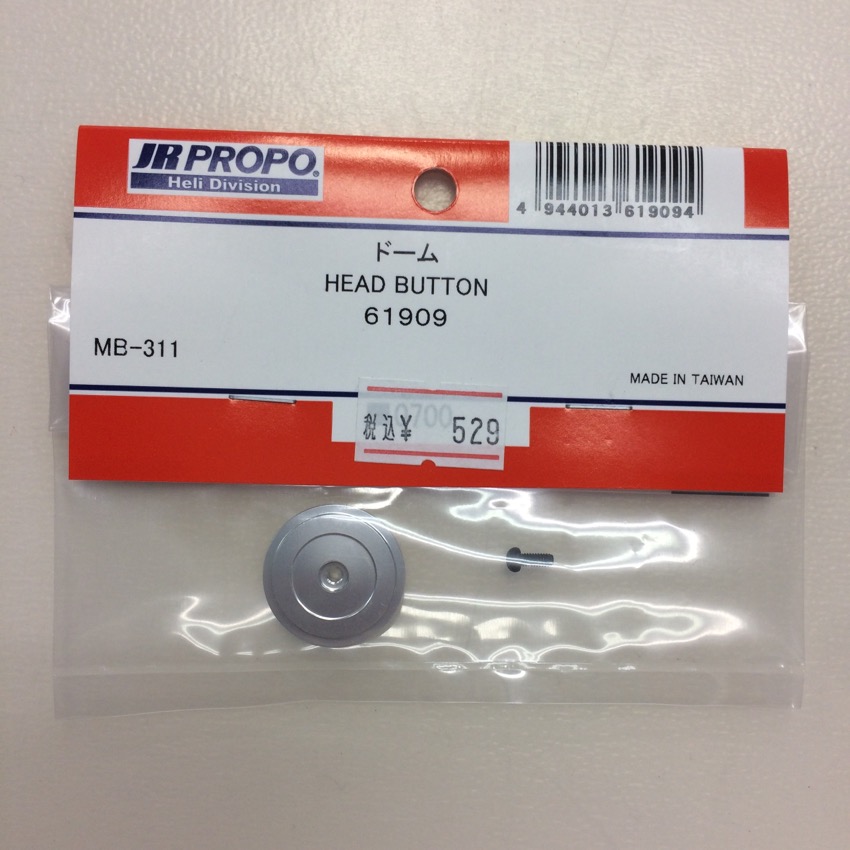 JR PROPO®
Heli Division
4 944013 619094
ドーム
HEAD BUTTON
61909
MB-311
MADE IN TAIWAN
0700
税込¥ 529